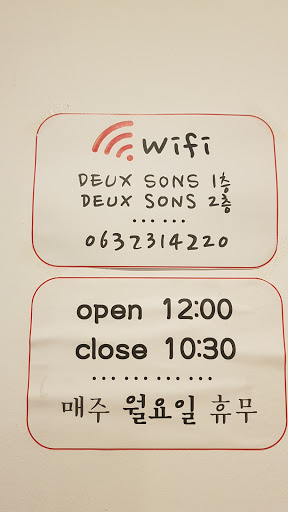 wifi
DEUX SONS 1층
DEUX SONS 2층
......
0632314220
open 12:00
close 10:30
............
매주 월요일 휴무